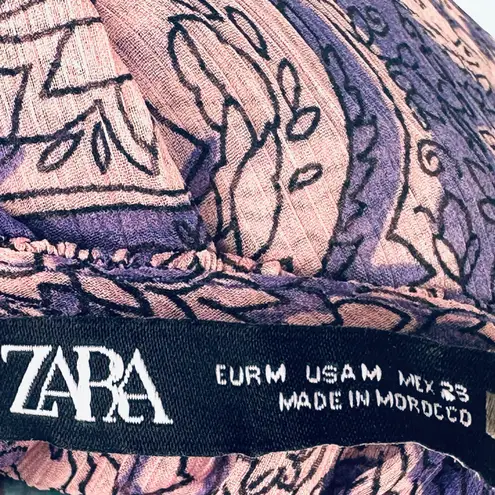 ZARA
EUR M USA M MEX 28
MADE IN MOROCCO